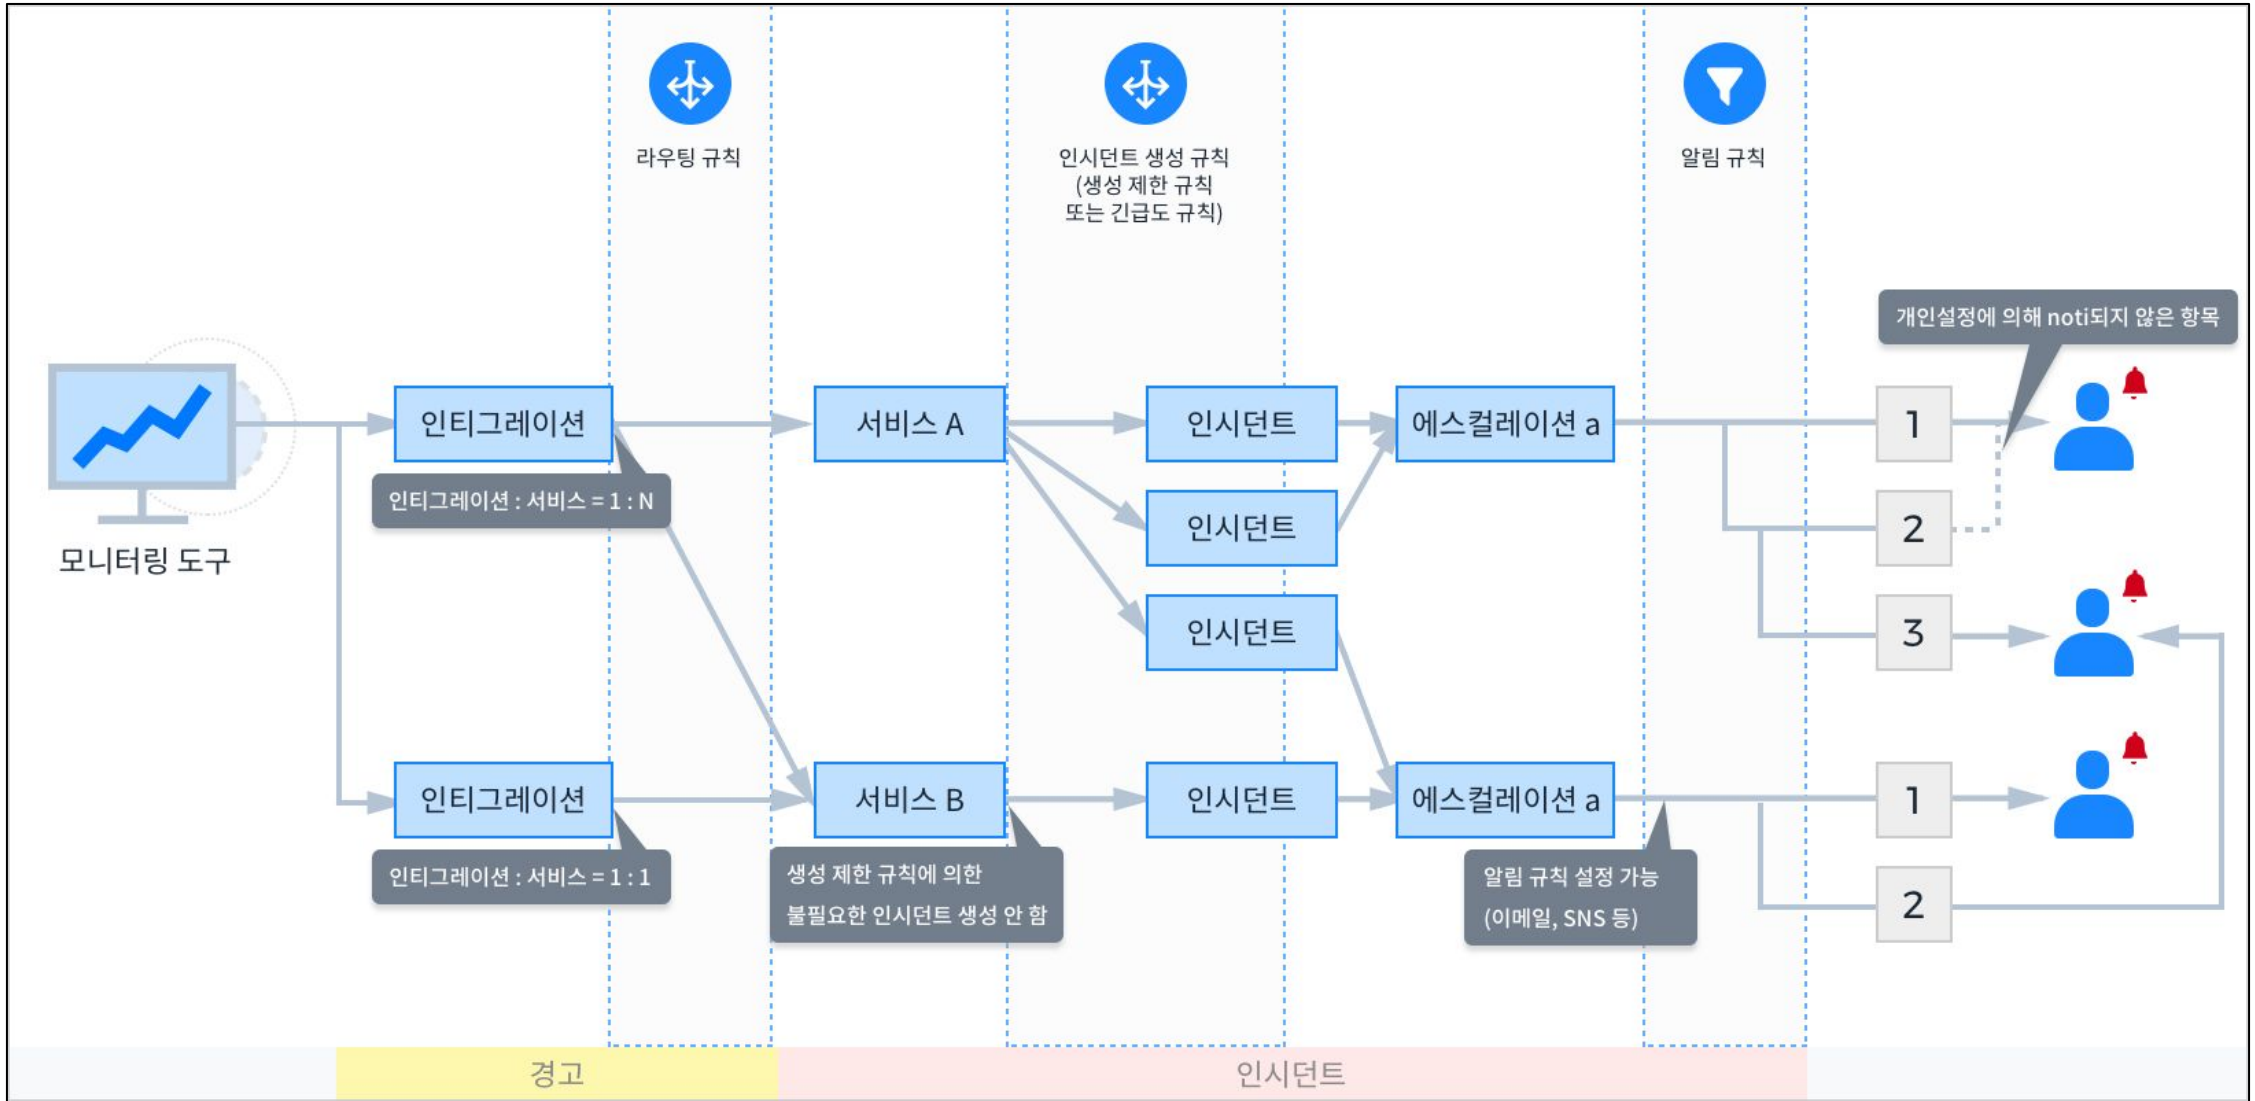 라우팅 규칙
인시던트 생성 규칙
(생성 제한 규칙
또는 긴급도 규칙)
알림 규칙
개인설정에 의해 noti되지 않은 항목
모니터링 도구
인티그레이션
인티그레이션 : 서비스 = 1 : N
서비스 A
인시던트
인시던트
인시던트
에스컬레이션 a
1
2
3
인티그레이션
인티그레이션 : 서비스 = 1 : 1
서비스 B
생성 제한 규칙에 의한
불필요한 인시던트 생성 안 함
인시던트
에스컬레이션 a
알림 규칙 설정 가능
(이메일, SNS 등)
1
2
경고
인시던트